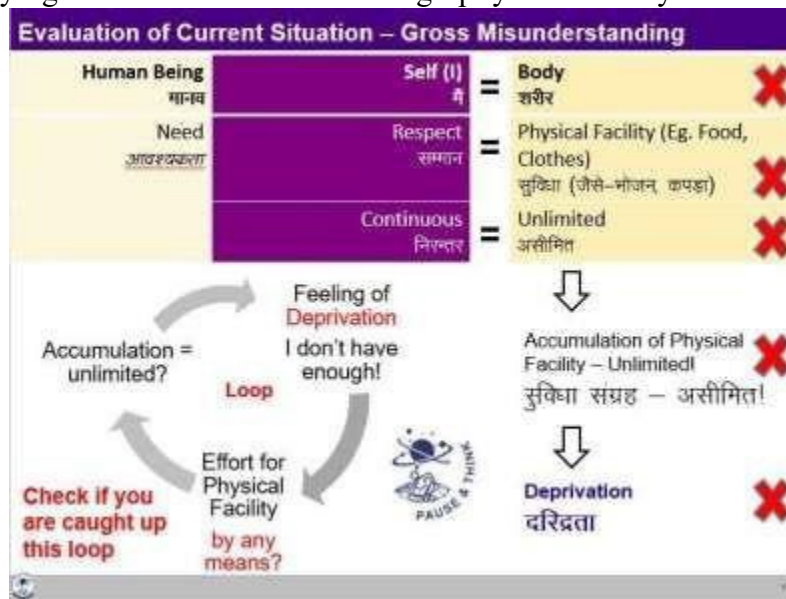 Evaluation of Current Situation – Gross Misunderstanding
Human Being
मानव
Self (I)
मैं
=
Body
शरीर
Need
आवश्यकता
Respect
सम्मान
=
Physical Facility (Eg. Food,
Clothes)
सुविधा (जैसे–भोजन, कपड़ा)
Continuous
निरन्तर
=
Unlimited
असीमित
Feeling of
Deprivation
I don't have
enough!
Accumulation =
unlimited?
Loop
Effort for
Physical
Facility
by any
means?
Check if you
are caught up
this loop
PAUSE & THINK
Accumulation of Physical
Facility – Unlimited!
सुविधा संग्रह – असीमित!
Deprivation
दरिद्रता